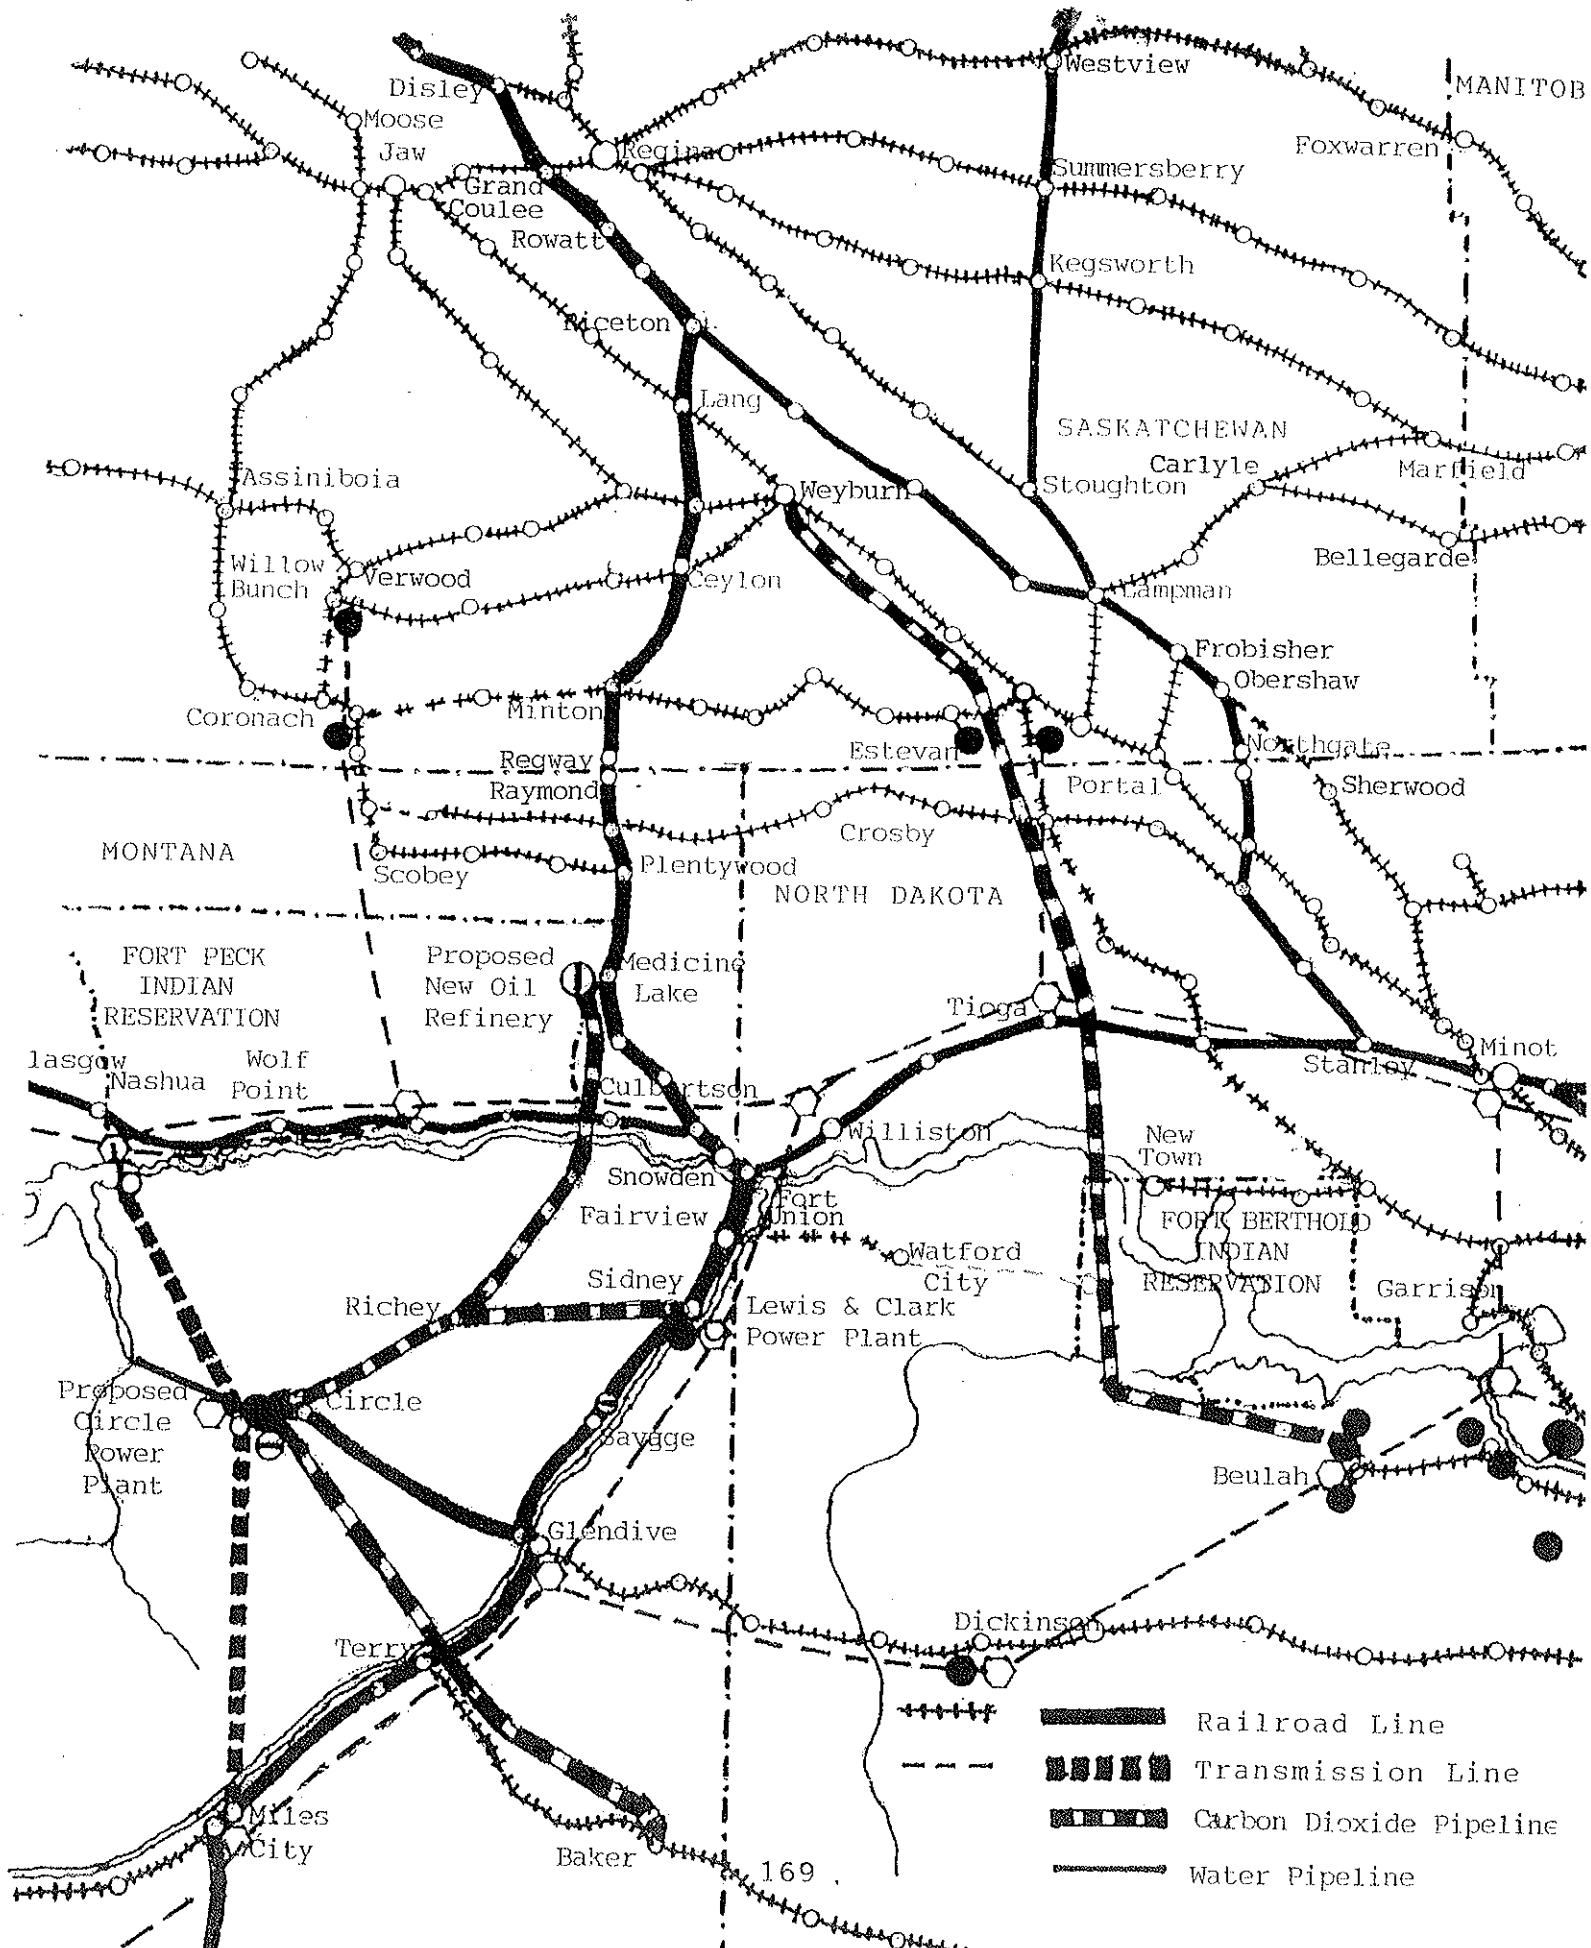 Westview
Disley
MANITOB
Moose
Jaw
Foxwarren
Regina
Summersberry
Grand
Coulee
Rowatt
Kegsworth
Riceton
Lang
SASKATCHEWAN
Carlyle
Marfield
Assiniboia
Weyburn
Stoughton
Bellegarde
Willow
Bunch
Verwood
Ceylon
Lampman
Frobisher
Obershaw
Coronach
Minton
Estevan
Northgate
Regway
Raymond
Portal
Sherwood
Crosby
MONTANA
Scobey
Plentywood
NORTH DAKOTA
FORT PECK
INDIAN
RESERVATION
Proposed
New Oil
Refinery
Medicine
Lake
Tioga
lasgow
Nashua
Wolf
Point
Culbertson
Stanley
Minot
Williston
New
Town
Snowden
Fort
Union
Fairview
FORT BERTHOLD
INDIAN
RESERVATION
Watford
City
Sidney
Garrison
Richey
Lewis & Clark
Power Plant
Proposed
Circle
Power
Plant
Circle
Savgge
Beulah
Glendive
Dickinson
Terry
Railroad Line
Transmission Line
Carbon Dioxide Pipeline
Water Pipeline
Miles
City
Baker
169